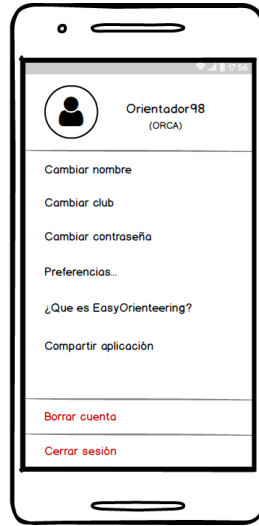 17:56
Orientador98
(ORCA)
Cambiar nombre
Cambiar club
Cambiar contraseña
Preferencias...
¿Que es EasyOrienteering?
Compartir aplicación
Borrar cuenta
Cerrar sesión